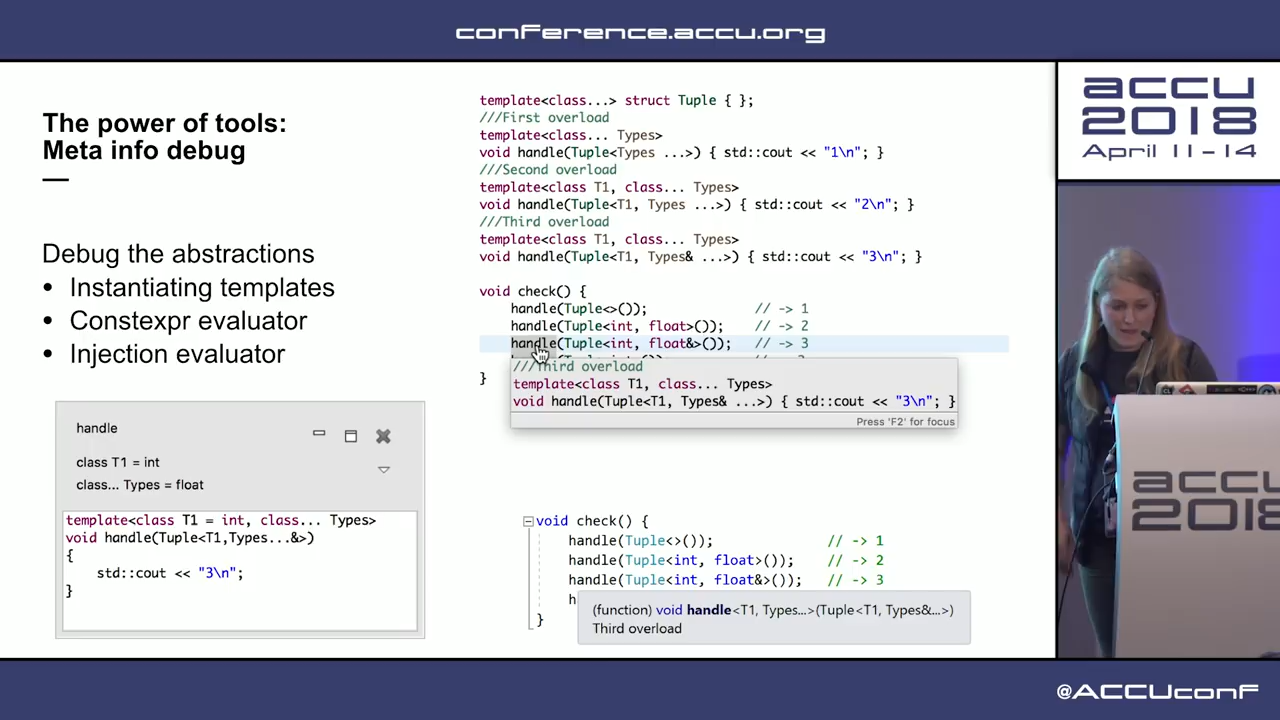 conference.accu.org
The power of tools:
Meta info debug
Debug the abstractions
• Instantiating templates
• Constexpr evaluator
• Injection evaluator
handle
class T1 = int
class... Types = float
template<class T1 = int, class... Types>
void handle(Tuple<T1,Types...&>)
{
std::cout << "3\n";
}
template<class...> struct Tuple { };
///First overload
template<class... Types>
void handle(Tuple<Types ...>) { std::cout << "1\n"; }
///Second overload
template<class T1, class... Types>
void handle(Tuple<T1, Types ...>) { std::cout << "2\n"; }
///Third overload
template<class T1, class... Types>
void handle(Tuple<T1, Types& ...>) { std::cout << "3\n"; }
void check() {
handle(Tuple<>()); // -> 1
handle(Tuple<int, float>()); // -> 2
handle(Tuple<int, float&>()); // -> 3
}
///Third overload
template<class T1, class... Types>
void handle(Tuple<T1, Types& ...>) { std::cout << "3\n"; }
Press 'F2' for focus
void check() {
handle(Tuple<>()); // -> 1
handle(Tuple<int, float>()); // -> 2
handle(Tuple<int, float&>()); // -> 3
h
}
(function) void handle<T1, Types...>(Tuple<T1, Types&...>)
Third overload
accu
2018
April 11-14
accu
2018
@ACCUconf